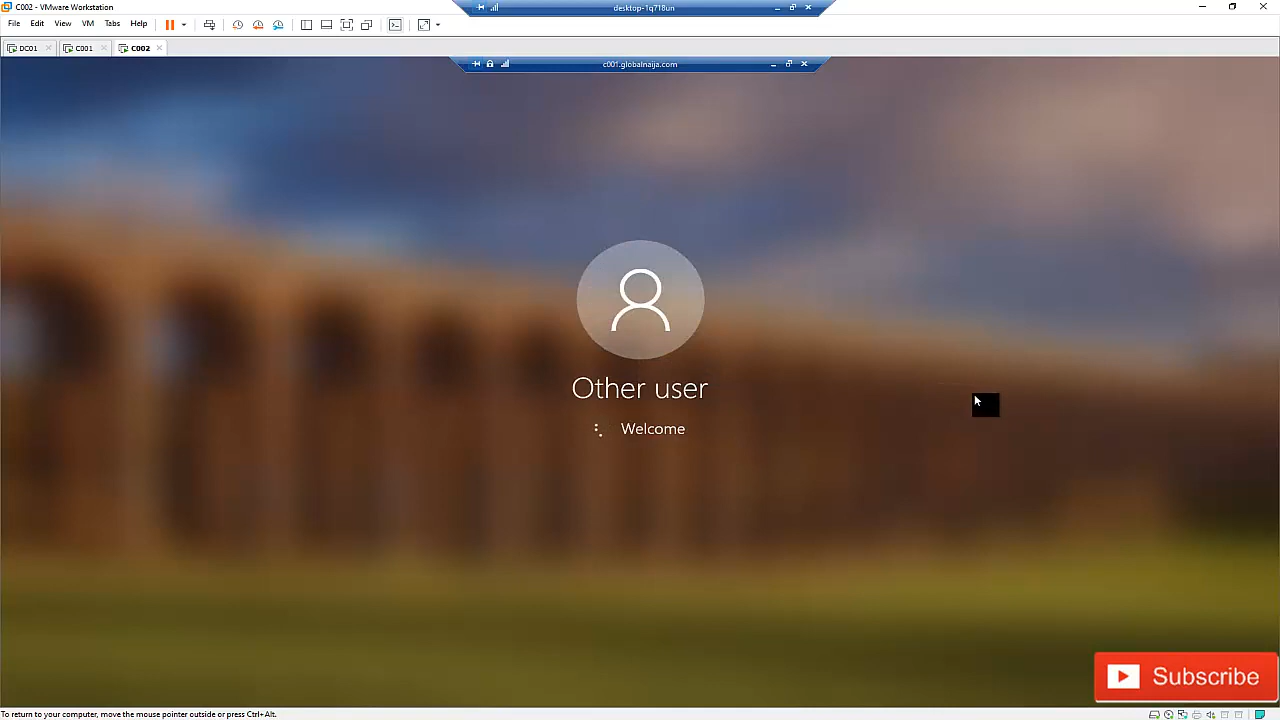 C002 - VMware Workstation
desktop-1q718un
File Edit View VM Tabs Help
DC01 C001 C002
c001.globalnaija.com
Other user
Welcome
Subscribe
To return to your computer, move the mouse pointer outside or press Ctrl+Alt.